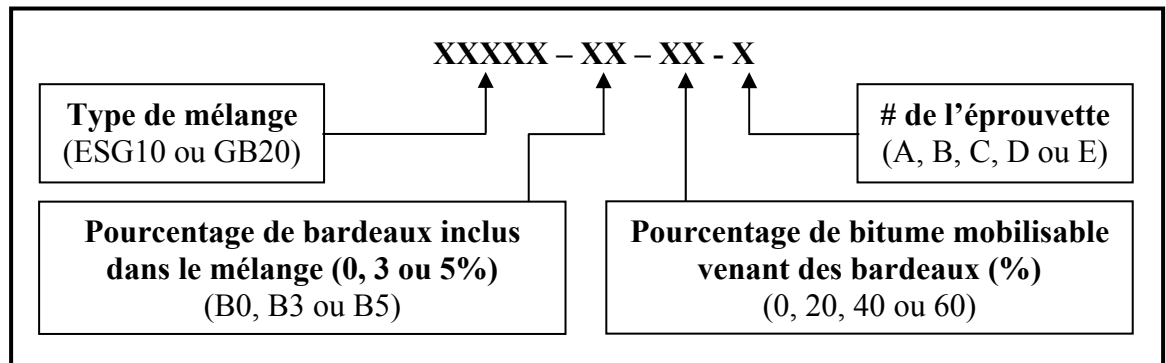 XXXXX – XX – XX - X
Type de mélange
(ESG10 ou GB20)
# de l'éprouvette
(A, B, C, D ou E)
Pourcentage de bardeaux inclus
dans le mélange (0, 3 ou 5%)
(B0, B3 ou B5)
Pourcentage de bitume mobilisable
venant des bardeaux (%)
(0, 20, 40 ou 60)